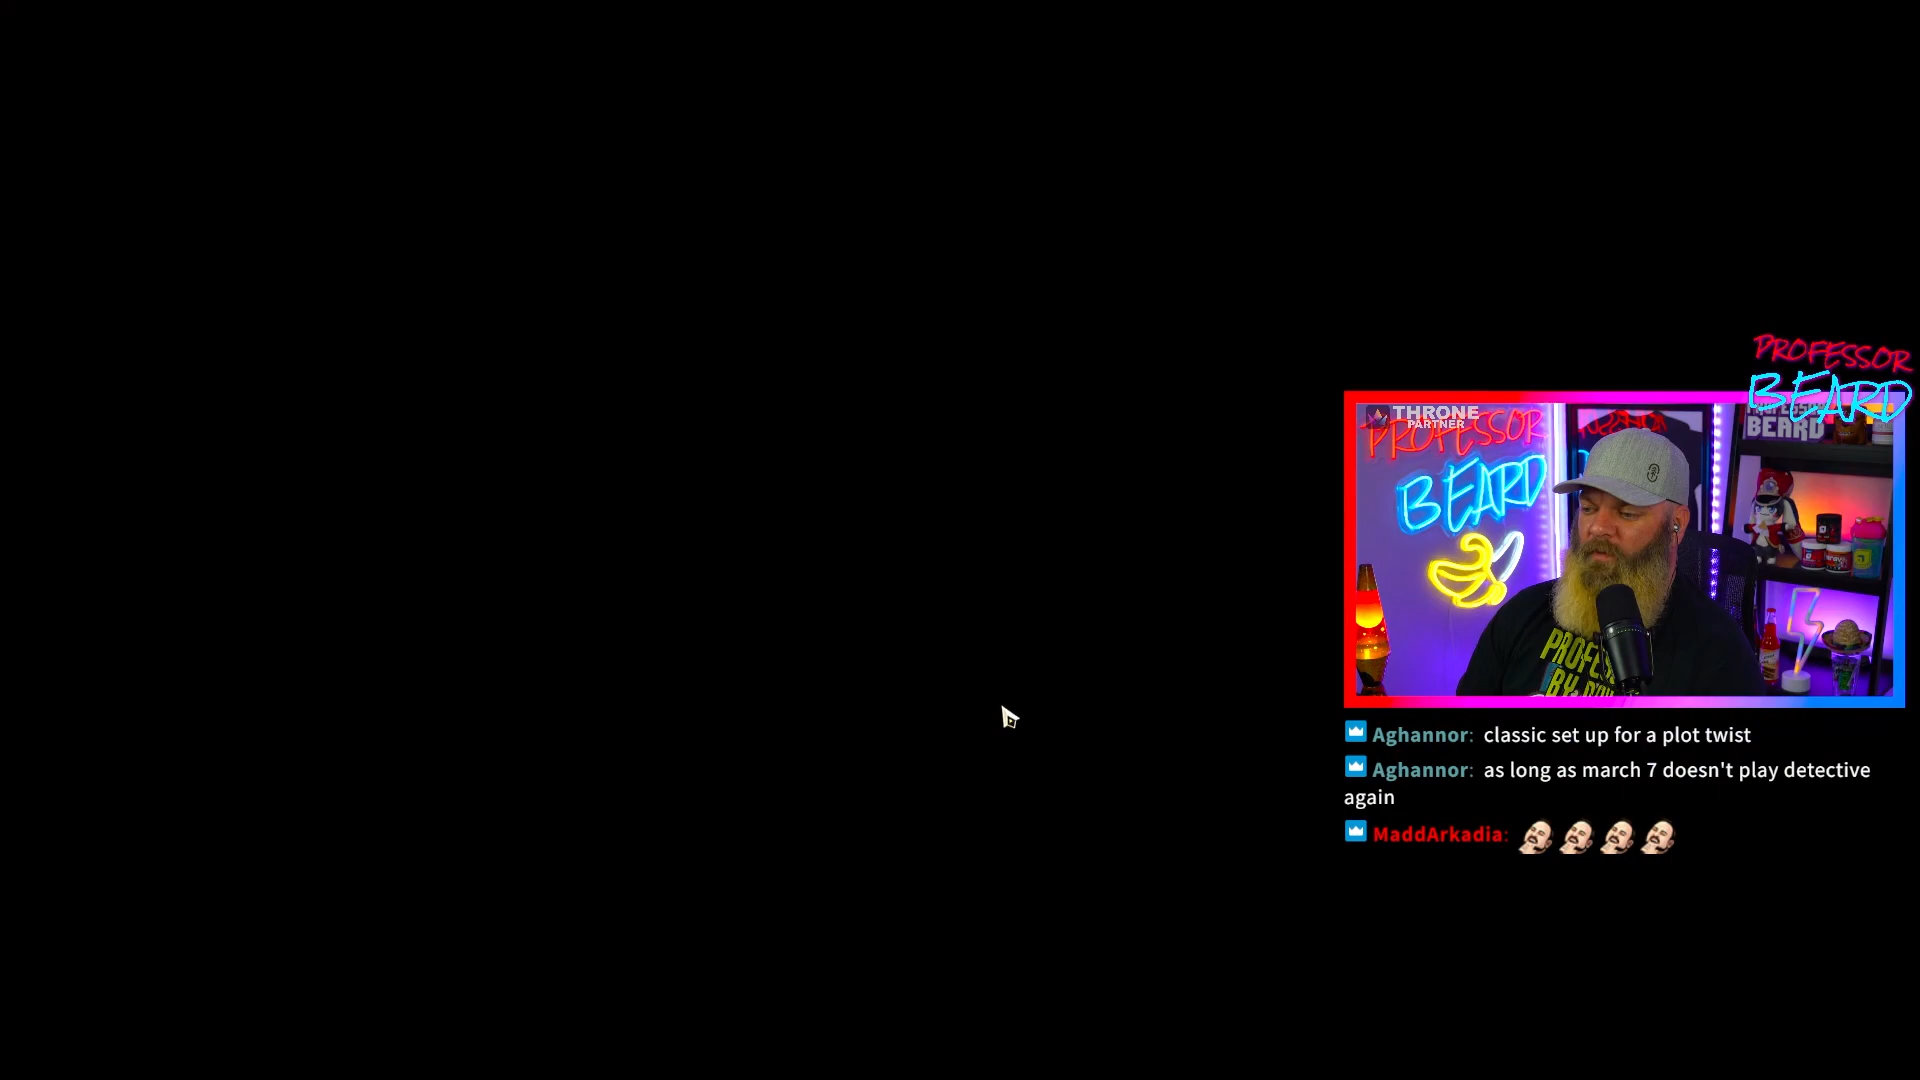 PROFESSOR
BEARD
THRONE
PARTNER
PROFESSOR
BEARD
BEARD
Aghannor: classic set up for a plot twist
Aghannor: as long as march 7 doesn't play detective
again
MaddArkadia: